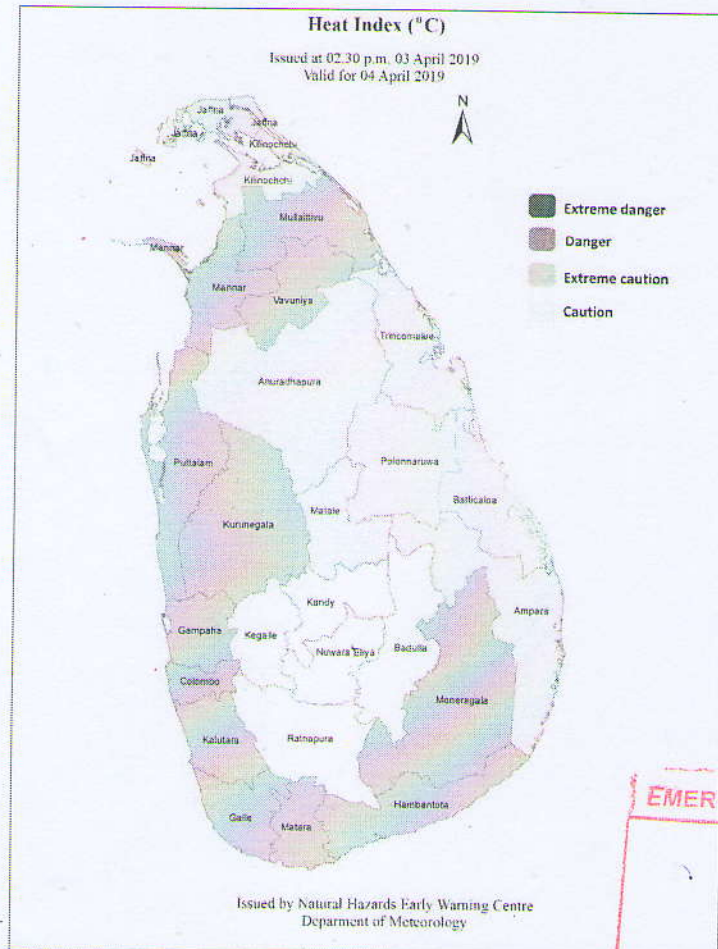 Heat Index (°C)
Issued at 02.30 p.m. 03 April 2019
Valid for 04 April 2019
N
Jaffna
Jaffna
Jaffna
Kilinochchi
Jaffna
Kilinochchi
Mullaitivu
Extreme danger
Danger
Mannar
Extreme caution
Mannar
Vavuniya
Caution
Trincomalee
Anuradhapura
Puttalam
Polonnaruwa
Batticaloa
Matale
Kurunegala
Kandy
Ampara
Gampaha
Kegalle
Nuwara Eliya
Badulla
Colombo
Moneragala
Kalutara
Ratnapura
EMER
Hambantota
Galle
Matara
Issued by Natural Hazards Early Warning Centre
Deparment of Meteorology